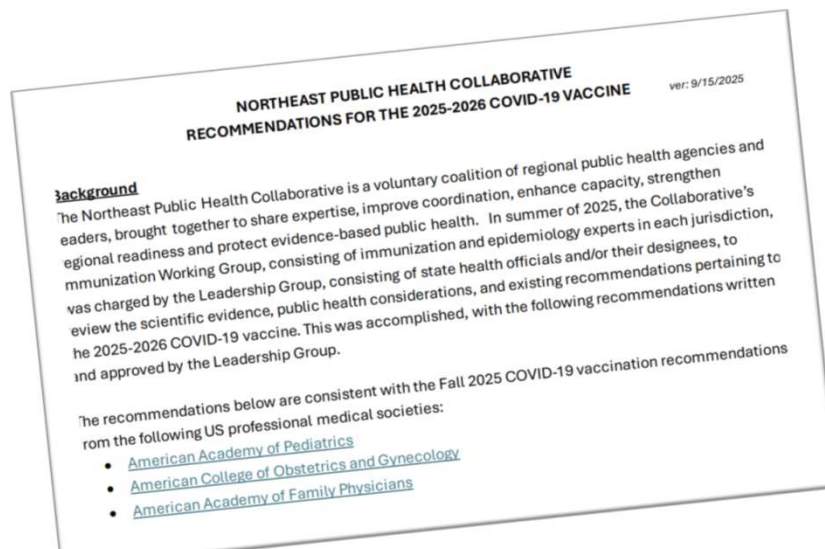 NORTHEAST PUBLIC HEALTH COLLABORATIVE
RECOMMENDATIONS FOR THE 2025-2026 COVID-19 VACCINE
ver: 9/15/2025
Background
The Northeast Public Health Collaborative is a voluntary coalition of regional public health agencies and
eaders, brought together to share expertise, improve coordination, enhance capacity, strengthen
egional readiness and protect evidence-based public health. In summer of 2025, the Collaborative's
mmunization Working Group, consisting of immunization and epidemiology experts in each jurisdiction,
was charged by the Leadership Group, consisting of state health officials and/or their designees, to
eview the scientific evidence, public health considerations, and existing recommendations pertaining to
he 2025-2026 COVID-19 vaccine. This was accomplished, with the following recommendations written
and approved by the Leadership Group.
The recommendations below are consistent with the Fall 2025 COVID-19 vaccination recommendations
rom the following US professional medical societies:
• American Academy of Pediatrics
• American College of Obstetrics and Gynecology
• American Academy of Family Physicians